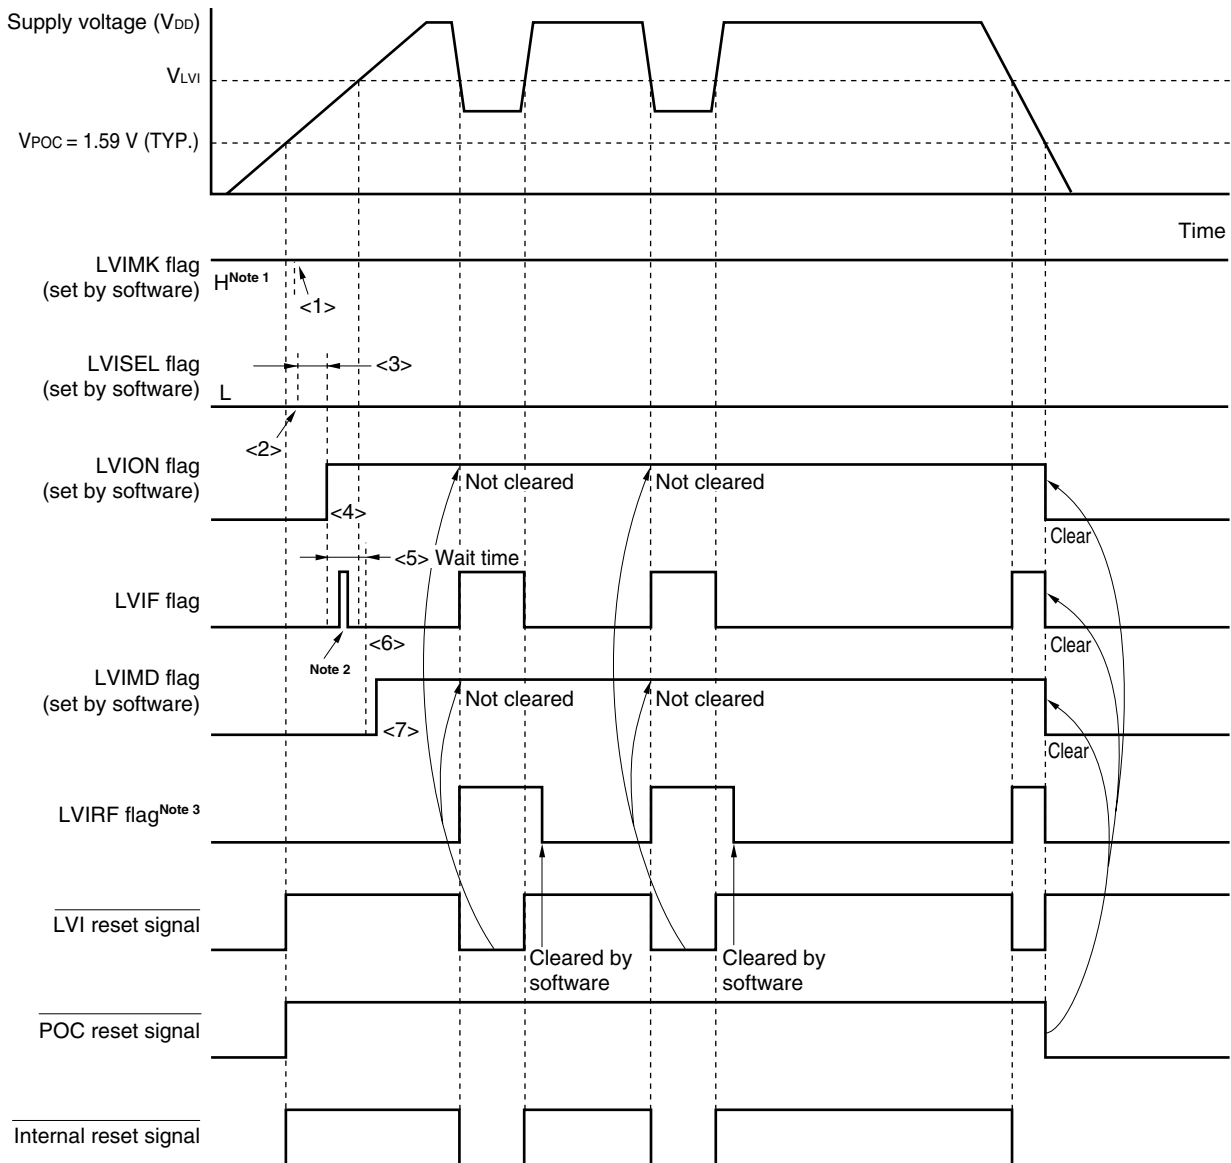 Supply voltage (VDD)
VLVI
VPOC = 1.59 V (TYP.)
Time
LVIMK flag
(set by software)
H Note 1
<1>
LVISEL flag
(set by software)
<3>
L
<2>
LVION flag
(set by software)
Not cleared
Not cleared
<4>
Clear
<5> Wait time
LVIF flag
Note 2
<6>
Clear
LVIMD flag
(set by software)
Not cleared
Not cleared
<7>
Clear
LVIRF flag Note 3
LVI reset signal
Cleared by
software
Cleared by
software
POC reset signal
Internal reset signal